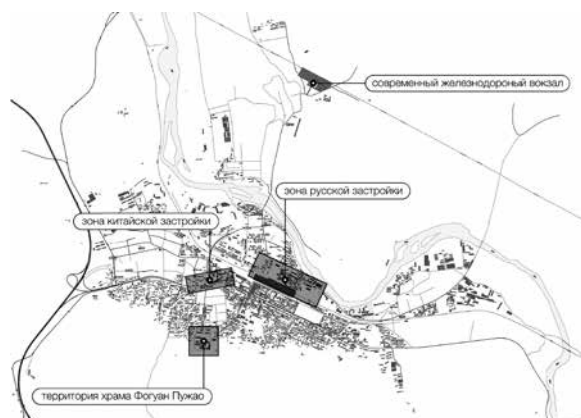 современный железнодорожный вокзал
зона русской застройки
зона китайской застройки
территория храма Фогуан Пужао